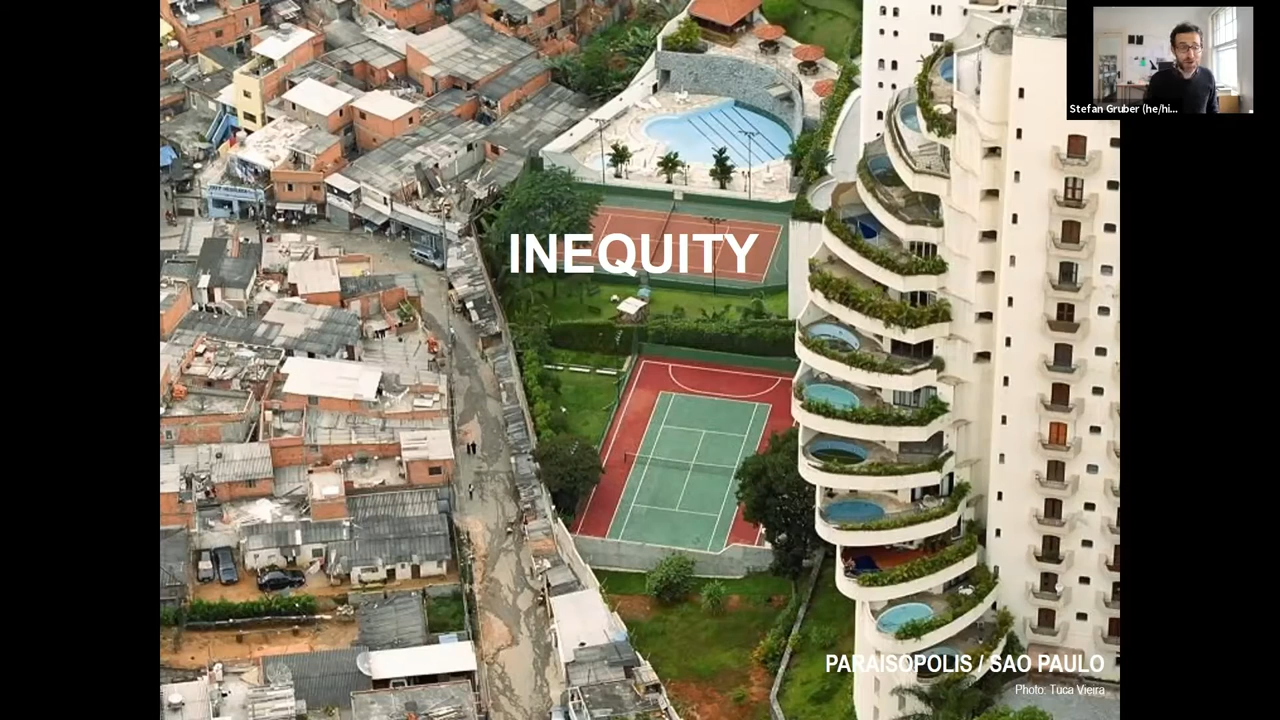 Stefan Gruber (he/hi...
INEQUITY
PARAISOPOLIS / SAO PAULO
Photo: Tuca Vieira